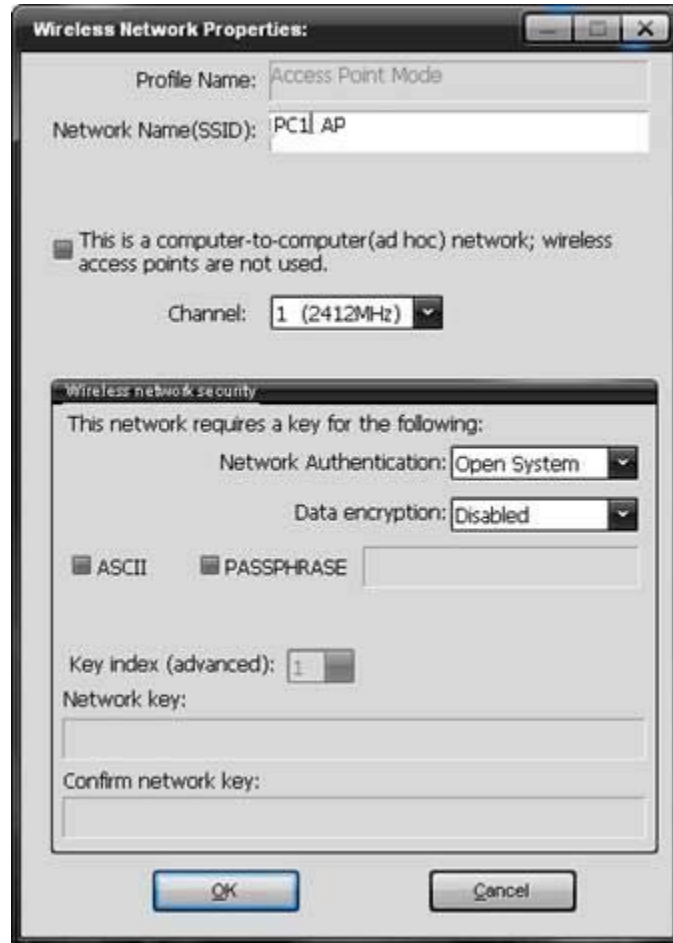 Wireless Network Properties:
Profile Name: Access Point Mode
Network Name(SSID): PC1 AP
This is a computer-to-computer(ad hoc) network; wireless
access points are not used.
Channel: 1 (2412MHz)
Wireless network security
This network requires a key for the following:
Network Authentication: Open System
Data encryption: Disabled
ASCII PASSPHRASE
Key index (advanced): 1
Network key:
Confirm network key:
OK Cancel